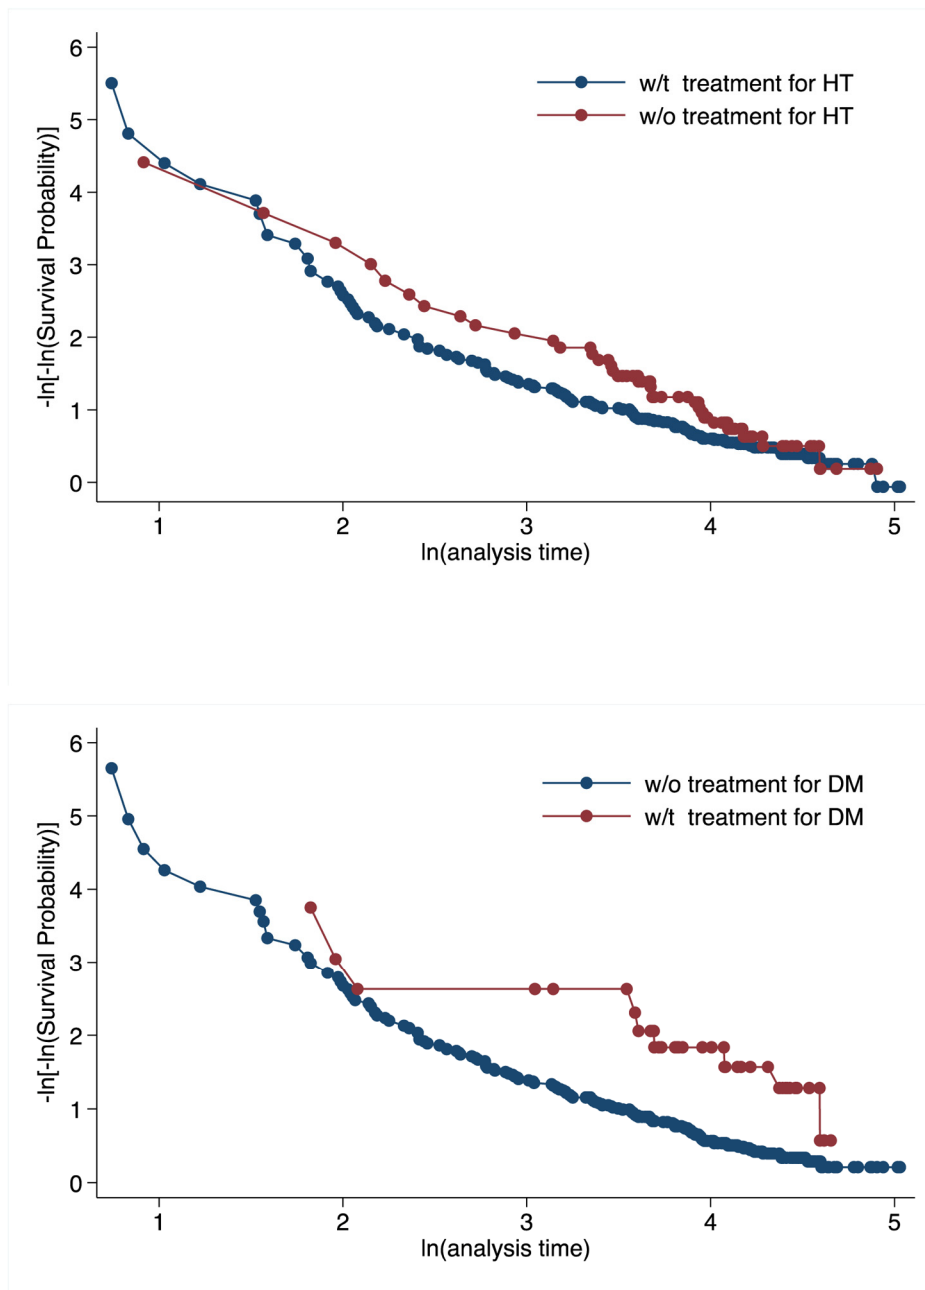 6
5
4
3
2
1
0
-ln[-ln(Survival Probability)]
w/t treatment for HT
w/o treatment for HT
1 2 3 4 5
ln(analysis time)
6
5
4
3
2
1
0
-ln[-ln(Survival Probability)]
w/o treatment for DM
w/t treatment for DM
1 2 3 4 5
ln(analysis time)